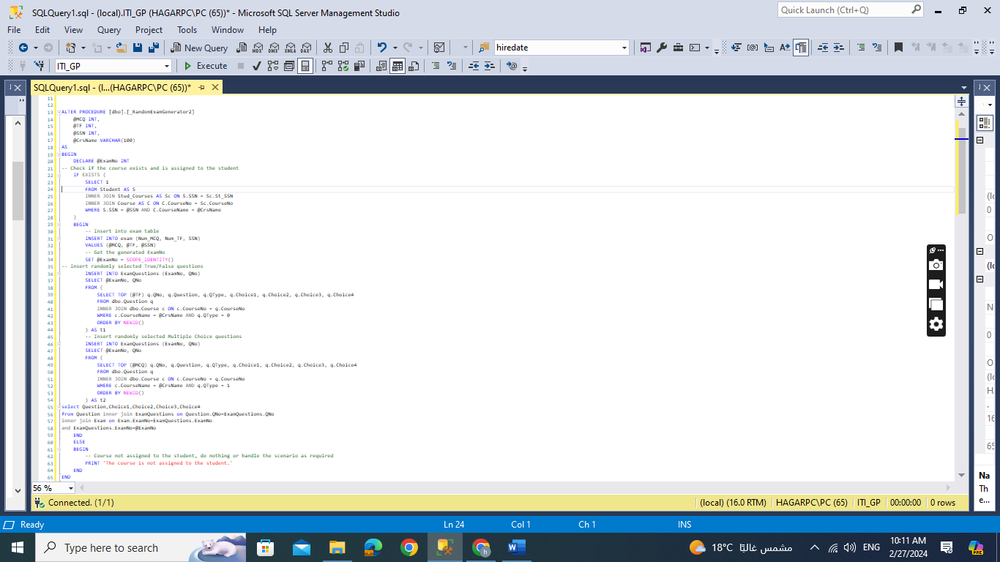 SQLQuery1.sql - (local).ITI_GP (HAGARPC\PC (65))* - Microsoft SQL Server Management Studio
Quick Launch (Ctrl+Q)
File Edit View Query Project Tools Window Help
New Query
MDX DMX XMLA DAX
hiredate
ITI_GP
Execute
SQLQuery1.sql - (l...(HAGARPC\PC (65))*
11
12
13 ALTER PROCEDURE [dbo].[_RandomExamGenerator2]
14 @MCQ INT,
15 @TF INT,
16 @SSN INT,
17 @CrsName VARCHAR(100)
18 AS
19 BEGIN
20 DECLARE @ExamNo INT
21 -- Check if the course exists and is assigned to the student
22 IF EXISTS (
23 SELECT 1
24 FROM Student AS S
25 INNER JOIN Stud_Courses AS Sc ON S.SSN = Sc.St_SSN
26 INNER JOIN Course AS C ON C.CourseNo = Sc.CourseNo
27 WHERE S.SSN = @SSN AND C.CourseName = @CrsName
28 )
29 BEGIN
30 -- Insert into exam table
31 INSERT INTO exam (Num_MCQ, Num_TF, SSN)
32 VALUES (@MCQ, @TF, @SSN)
33 -- Get the generated ExamNo
34 SET @ExamNo = SCOPE_IDENTITY()
35 -- Insert randomly selected True/False questions
36 INSERT INTO ExamQuestions (ExamNo, QNo)
37 SELECT @ExamNo, QNo
38 FROM (
39 SELECT TOP (@TF) q.QNo, q.Question, q.QType, q.Choice1, q.Choice2, q.Choice3, q.Choice4
40 FROM dbo.Question q
41 INNER JOIN dbo.Course c ON c.CourseNo = q.CourseNo
42 WHERE c.CourseName = @CrsName AND q.QType = 0
43 ORDER BY NEWID()
44 ) AS t1
45 -- Insert randomly selected Multiple Choice questions
46 INSERT INTO ExamQuestions (ExamNo, QNo)
47 SELECT @ExamNo, QNo
48 FROM (
49 SELECT TOP (@MCQ) q.QNo, q.Question, q.QType, q.Choice1, q.Choice2, q.Choice3, q.Choice4
50 FROM dbo.Question q
51 INNER JOIN dbo.Course c ON c.CourseNo = q.CourseNo
52 WHERE c.CourseName = @CrsName AND q.QType = 1
53 ORDER BY NEWID()
54 ) AS t2
55 select Question,Choice1,Choice2,Choice3,Choice4
56 from Question inner join ExamQuestions on Question.QNo=ExamQuestions.QNo
57 inner join Exam on Exam.ExamNo=ExamQuestions.ExamNo
58 and ExamQuestions.ExamNo=@ExamNo
59 END
60 ELSE
61 BEGIN
62 -- Course not assigned to the student, do nothing or handle the scenario as required
63 PRINT 'The course is not assigned to the student.'
64 END
65 END
(lo
0
O
(lo
N
0
O
(lo
H
.
16
65
Na
Th
e...
56 %
Connected. (1/1) (local) (16.0 RTM) HAGARPC\PC (65) ITI_GP 00:00:00 0 rows
Ready Ln 24 Col 1 Ch 1 INS
Type here to search
18°C مشمس غالبًا
ENG
10:11 AM
2/27/2024
PRE